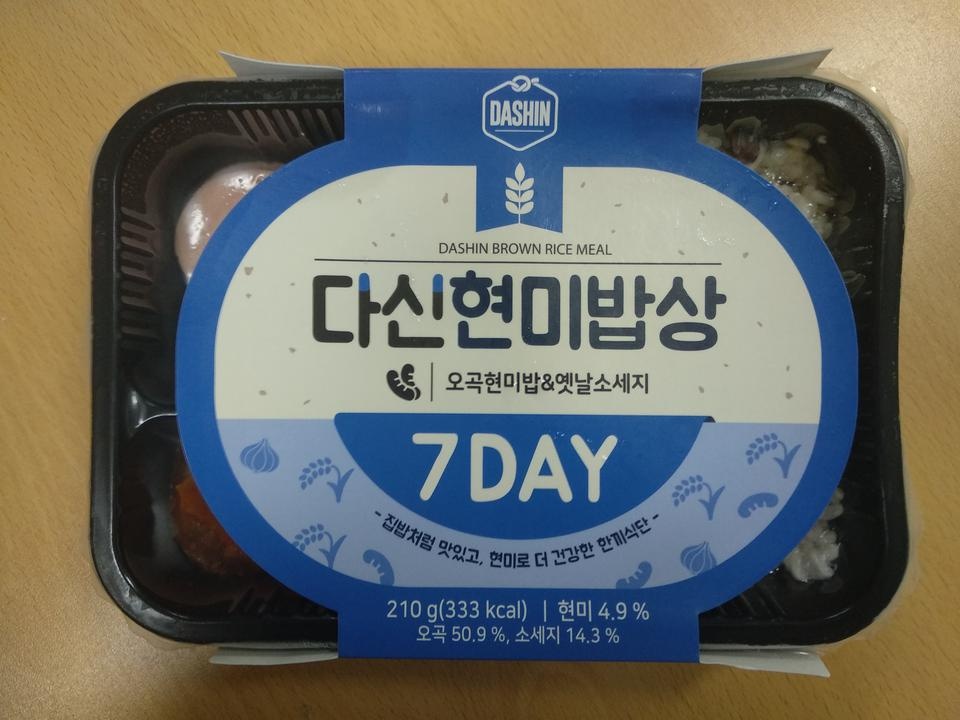 DASHIN
DASHIN BROWN RICE MEAL
다신현미밥상
오곡현미밥&옛날소세지
7 DAY
- 집밥처럼 맛있고, 현미로 더 건강한 한끼식단 -
210 g(333 kcal) | 현미 4.9 %
오곡 50.9 %, 소세지 14.3 %